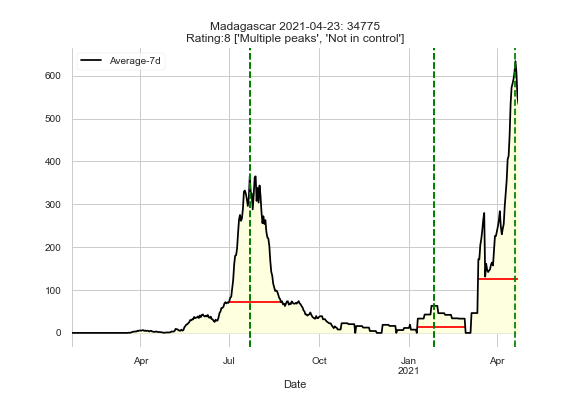 Madagascar 2021-04-23: 34775
Rating:8 ['Multiple peaks', 'Not in control']
Average-7d
600
500
400
300
200
100
0
Apr
Jul
Oct
Jan
2021
Apr
Date